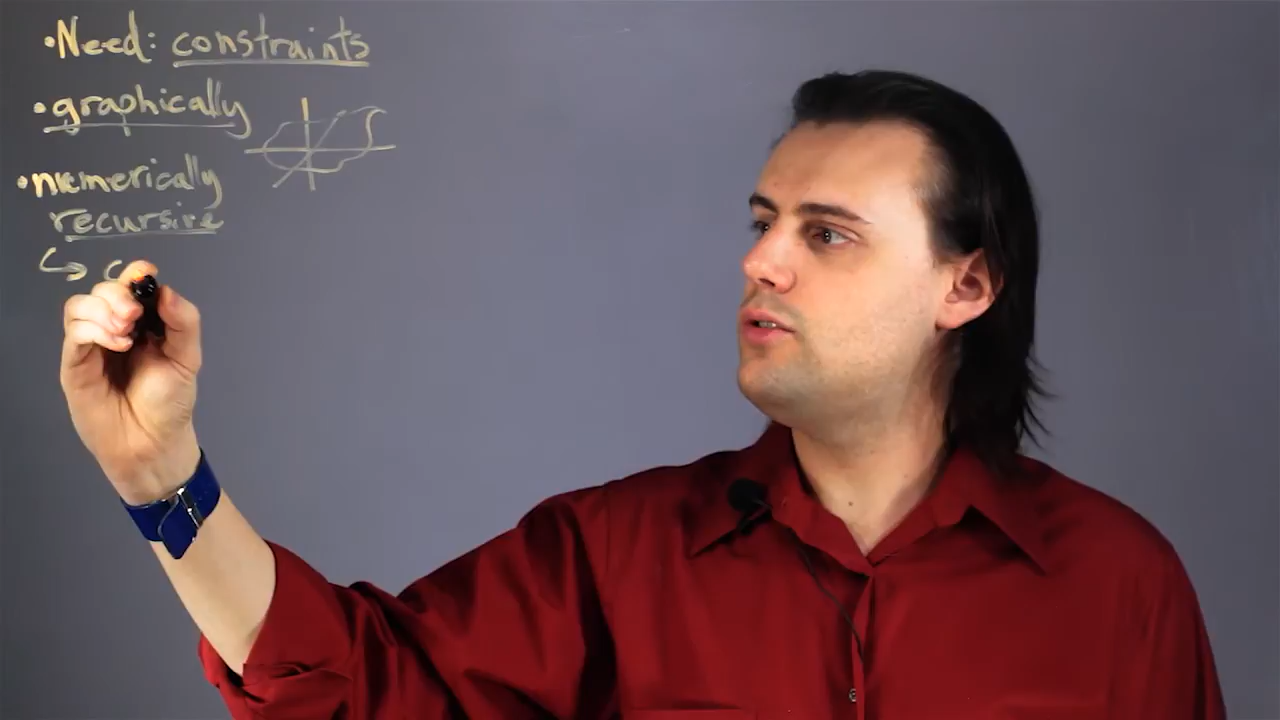 •Need: constraints
•graphically
•numerically
recursive
↳ c